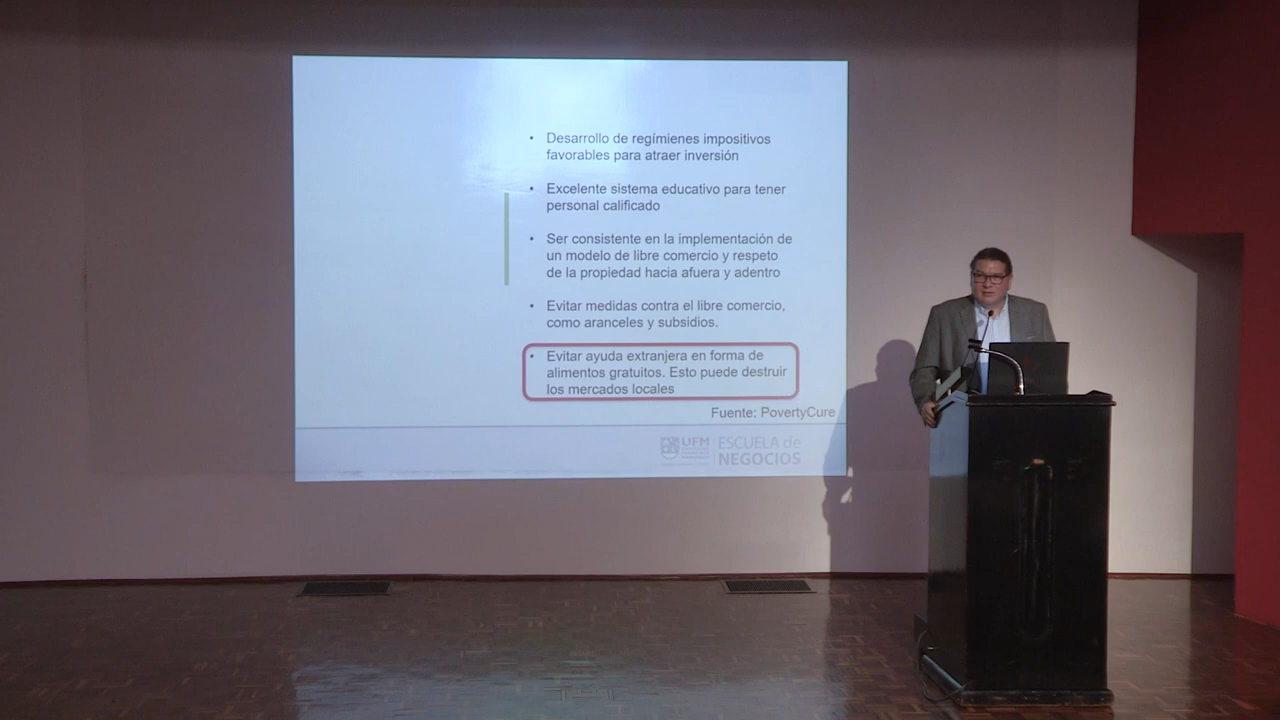 • Desarrollo de regímienes impositivos
favorables para atraer inversión
• Excelente sistema educativo para tener
personal calificado
• Ser consistente en la implementación de
un modelo de libre comercio y respeto
de la propiedad hacia afuera y adentro
• Evitar medidas contra el libre comercio,
como aranceles y subsidios.
• Evitar ayuda extranjera en forma de
alimentos gratuitos. Esto puede destruir
los mercados locales
Fuente: PovertyCure
UFM ESCUELA de
NEGOCIOS